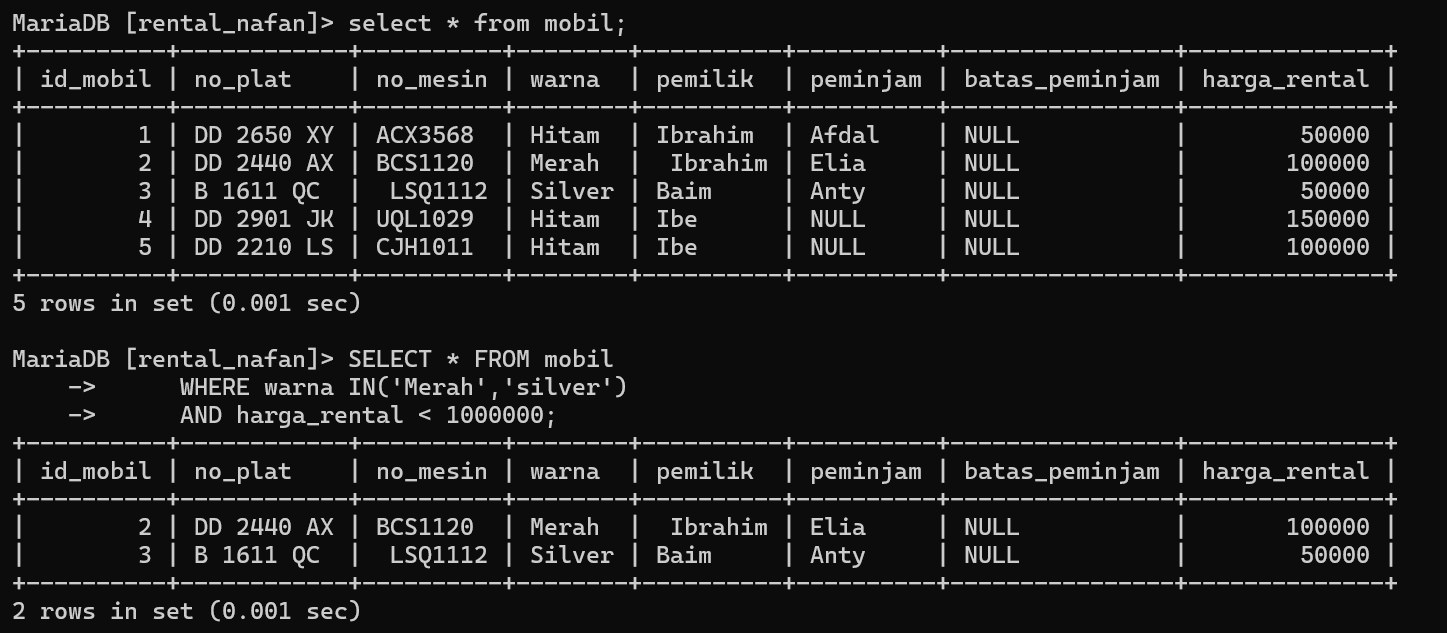 MariaDB [rental_nafan]> select * from mobil;
+----------+------------+----------+--------+----------+----------+----------------+--------------+
| id_mobil | no_plat    | no_mesin | warna  | pemilik  | peminjam | batas_peminjam | harga_rental |
+----------+------------+----------+--------+----------+----------+----------------+--------------+
|        1 | DD 2650 XY | ACX3568  | Hitam  | Ibrahim  | Afdal    | NULL           |        50000 |
|        2 | DD 2440 AX | BCS1120  | Merah  |  Ibrahim | Elia     | NULL           |       100000 |
|        3 | B 1611 QC  |  LSQ1112 | Silver | Baim     | Anty     | NULL           |        50000 |
|        4 | DD 2901 JK | UQL1029  | Hitam  | Ibe      | NULL     | NULL           |       150000 |
|        5 | DD 2210 LS | CJH1011  | Hitam  | Ibe      | NULL     | NULL           |       100000 |
+----------+------------+----------+--------+----------+----------+----------------+--------------+
5 rows in set (0.001 sec)

MariaDB [rental_nafan]> SELECT * FROM mobil
    ->      WHERE warna IN('Merah','silver')
    ->      AND harga_rental < 1000000;
+----------+------------+----------+--------+----------+----------+----------------+--------------+
| id_mobil | no_plat    | no_mesin | warna  | pemilik  | peminjam | batas_peminjam | harga_rental |
+----------+------------+----------+--------+----------+----------+----------------+--------------+
|        2 | DD 2440 AX | BCS1120  | Merah  |  Ibrahim | Elia     | NULL           |       100000 |
|        3 | B 1611 QC  |  LSQ1112 | Silver | Baim     | Anty     | NULL           |        50000 |
+----------+------------+----------+--------+----------+----------+----------------+--------------+
2 rows in set (0.001 sec)